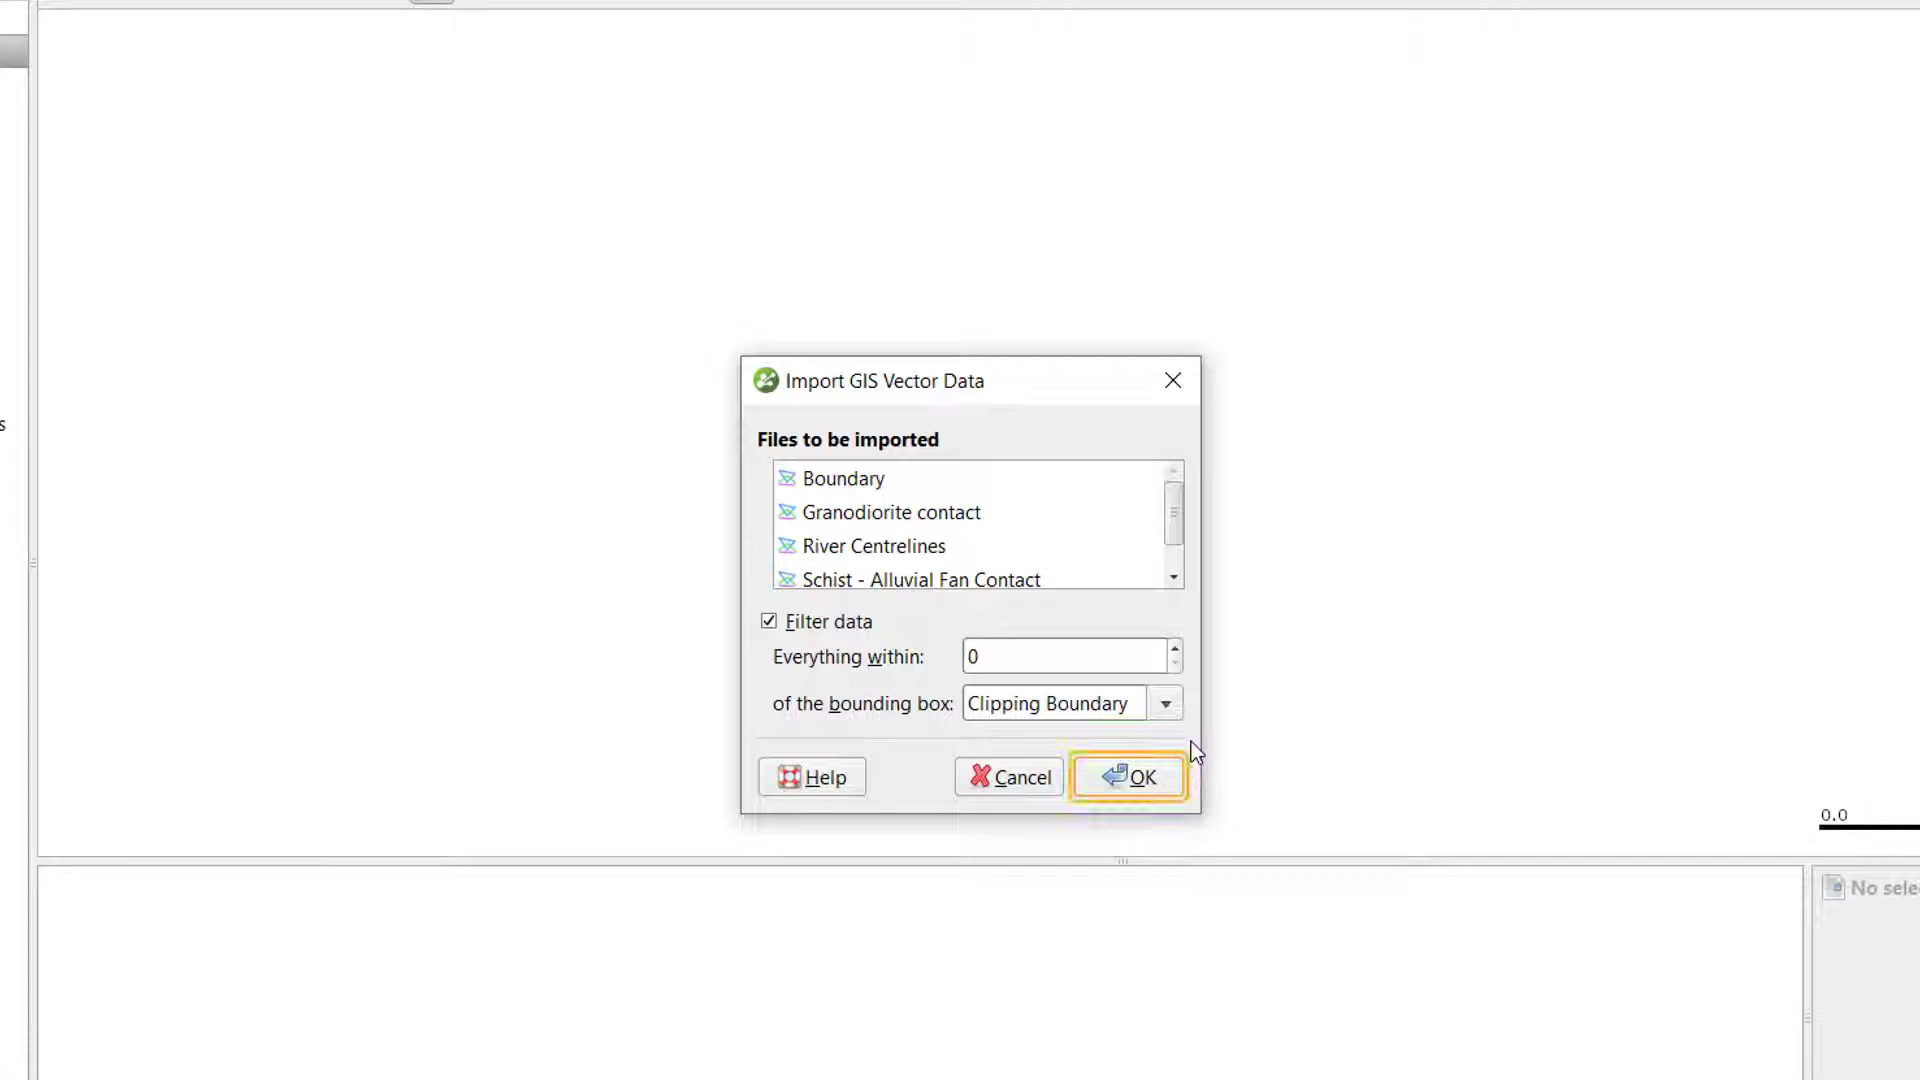 Import GIS Vector Data
s
Files to be imported
Boundary
Granodiorite contact
River Centrelines
Schist - Alluvial Fan Contact
Filter data
Everything within: 0
of the bounding box: Clipping Boundary
Help Cancel OK
0.0
No sele